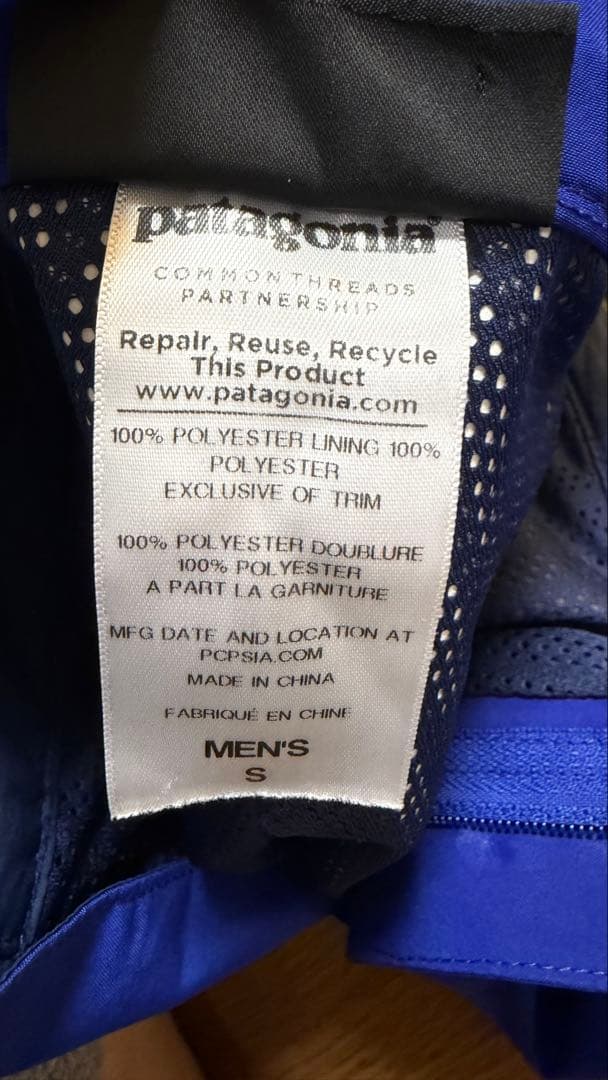 patagonia®
COMMON THREADS
PARTNERSHIP
Repair, Reuse, Recycle
This Product
www.patagonia.com
100% POLYESTER LINING 100%
POLYESTER
EXCLUSIVE OF TRIM
100% POLYESTER DOUBLURE
100% POLYESTER
A PART LA GARNITURE
MFG DATE AND LOCATION AT
PCPSIA.COM
MADE IN CHINA
FABRIQUÉ EN CHINE
MEN'S
S